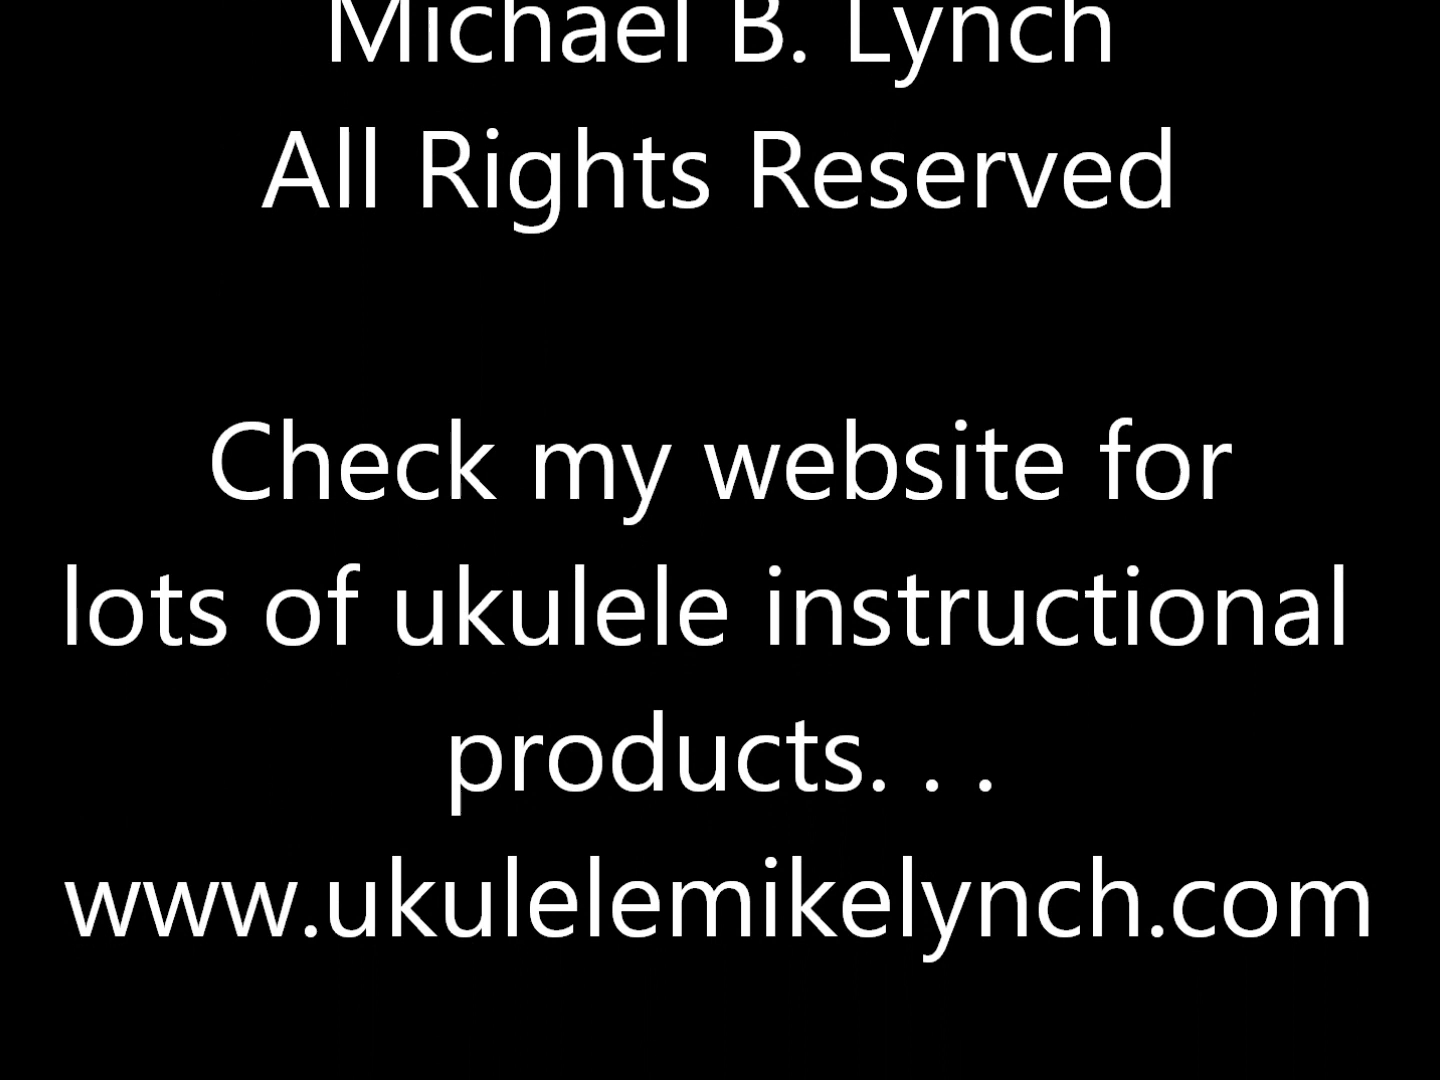 Michael B. Lynch
All Rights Reserved
Check my website for
lots of ukulele instructional
products. . .
www.ukulelemikelynch.com